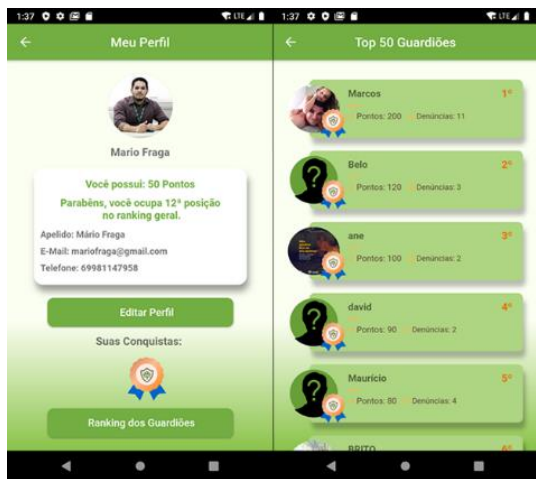 1:37
LTE
Meu Perfil
Mario Fraga
Você possui: 50 Pontos
Parabéns, você ocupa 12ª posição
no ranking geral.
Apelido: Mário Fraga
E-Mail: mariofraga@gmail.com
Telefone: 69981147958
Editar Perfil
Suas Conquistas:
Ranking dos Guardiões
1:37
LTE
Top 50 Guardiões
Marcos 1º
Pontos: 200 Denúncias: 11
Belo 2º
Pontos: 120 Denúncias: 3
ane 3º
Pontos: 100 Denúncias: 2
david 4º
Pontos: 90 Denúncias: 2
Maurício 5º
Pontos: 80 Denúncias: 4
BRITO 6º